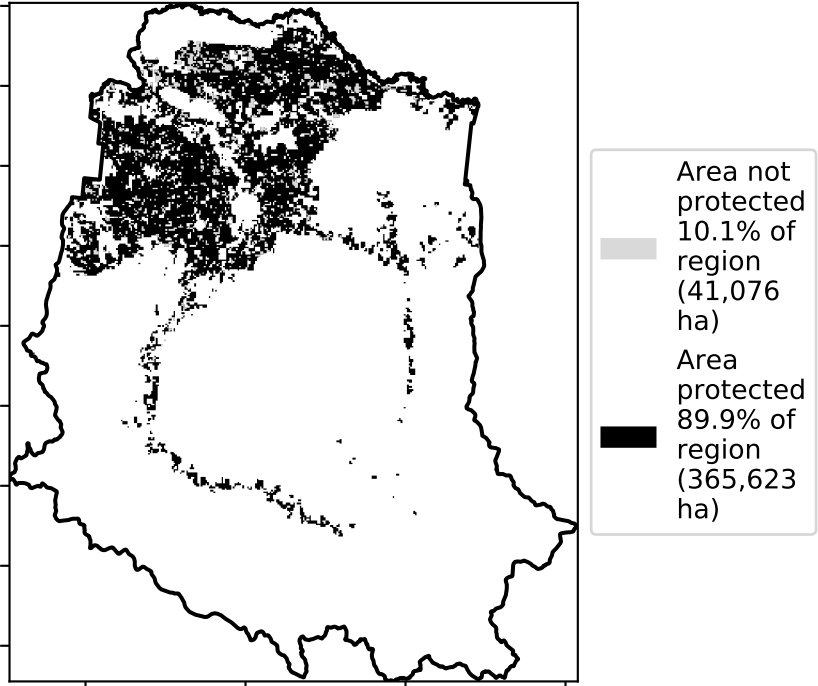 Area not
protected
10.1% of
region
(41,076
ha)
Area
protected
89.9% of
region
(365,623
ha)